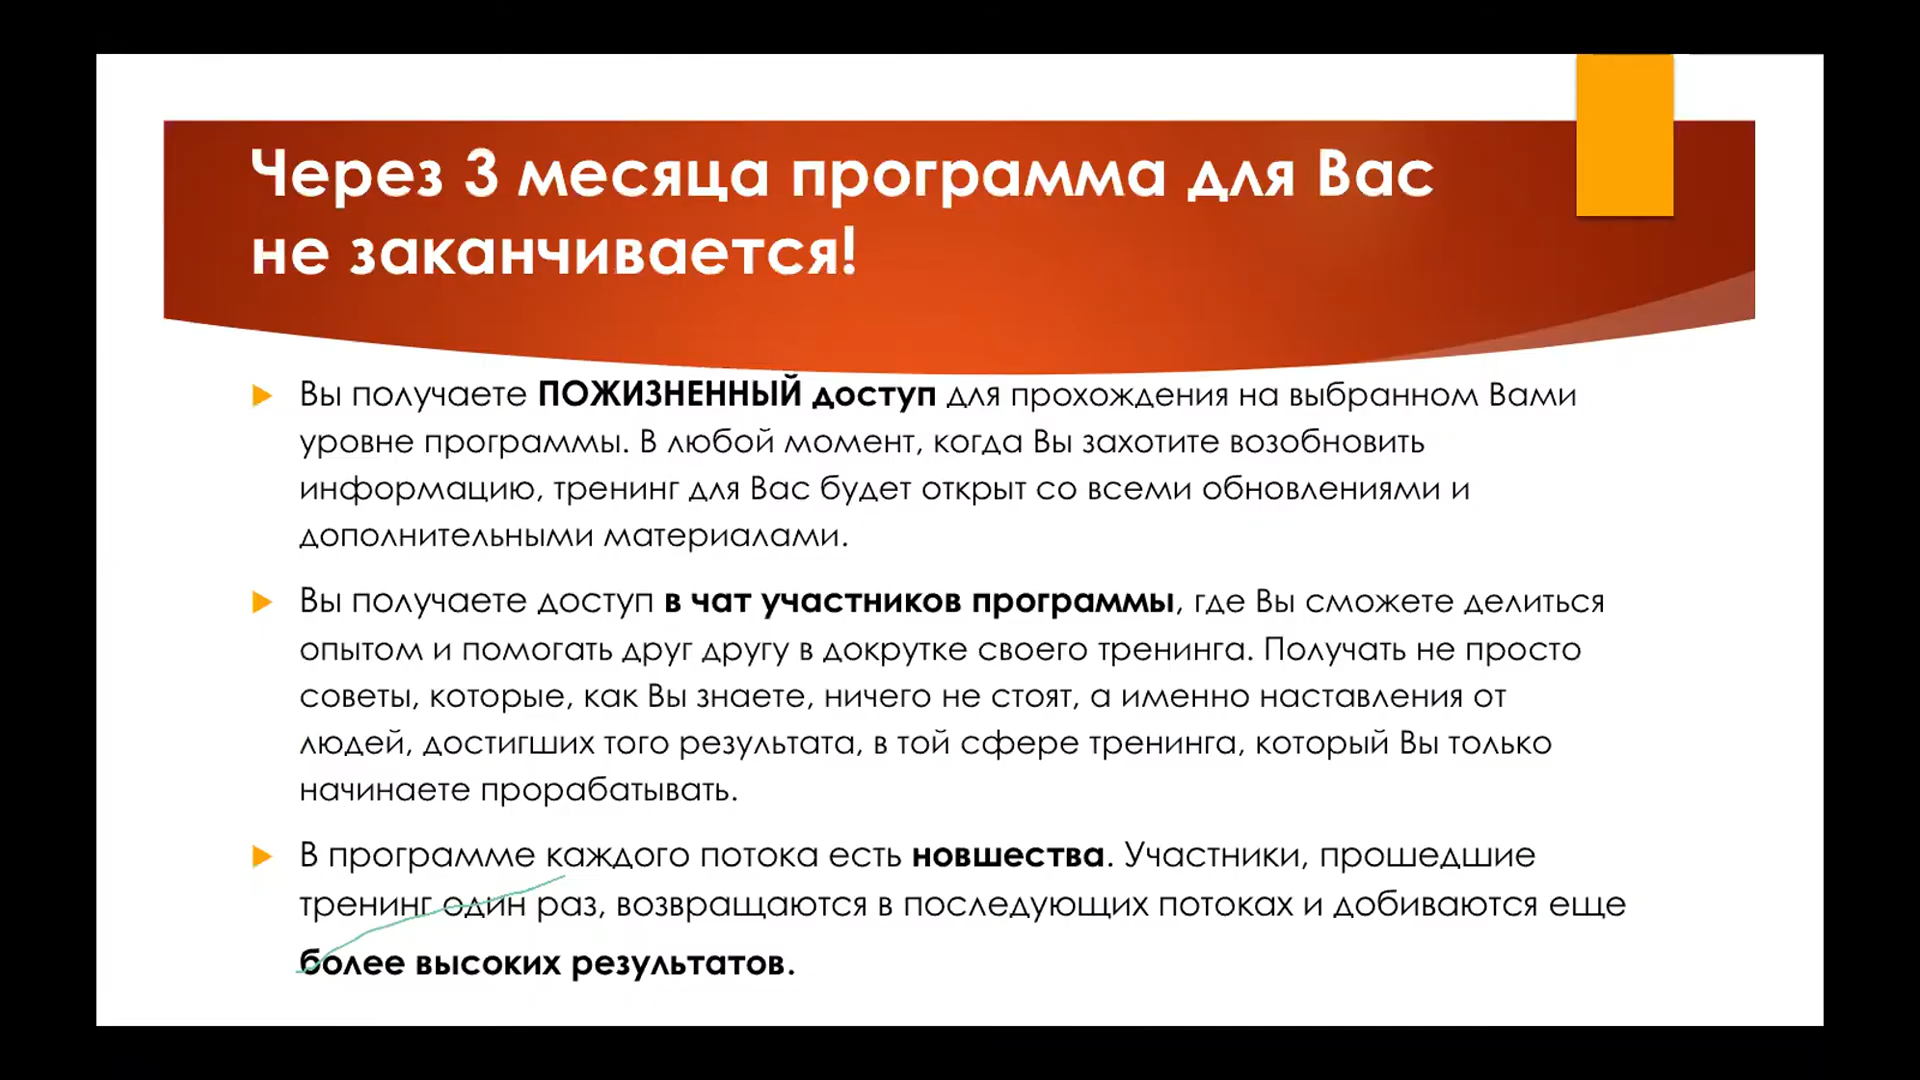 Через 3 месяца программа для Вас
не заканчивается!
Вы получаете ПОЖИЗНЕННЫЙ доступ для прохождения на выбранном Вами
уровне программы. В любой момент, когда Вы захотите возобновить
информацию, тренинг для Вас будет открыт со всеми обновлениями и
дополнительными материалами.
Вы получаете доступ в чат участников программы, где Вы сможете делиться
опытом и помогать друг другу в докрутке своего тренинга. Получать не просто
советы, которые, как Вы знаете, ничего не стоят, а именно наставления от
людей, достигших того результата, в той сфере тренинга, который Вы только
начинаете прорабатывать.
В программе каждого потока есть новшества. Участники, прошедшие
тренинг один раз, возвращаются в последующих потоках и добиваются еще
более высоких результатов.